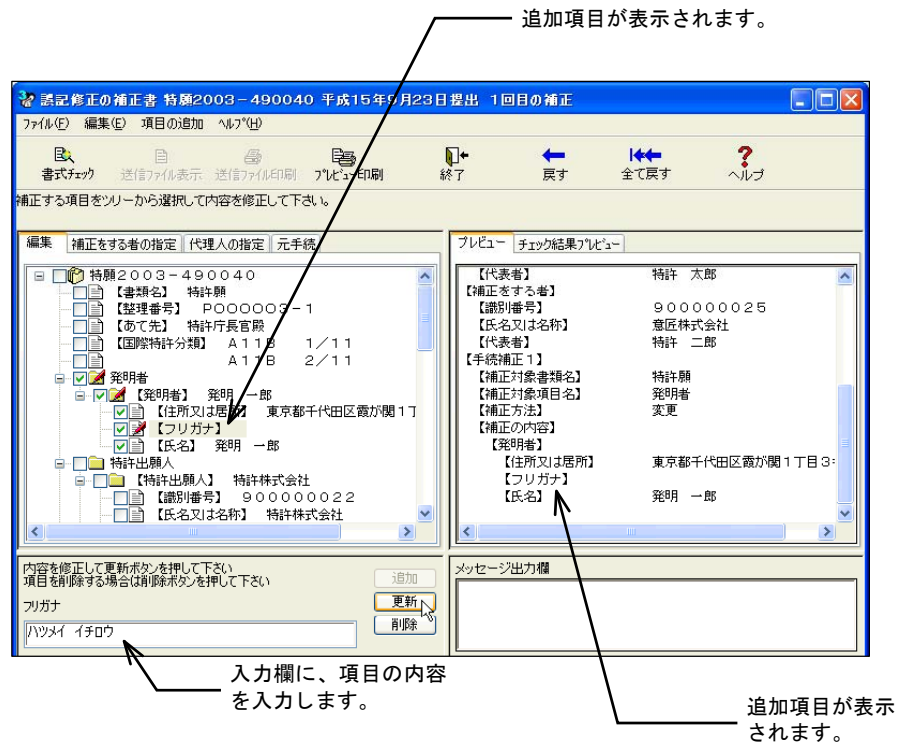 追加項目が表示されます。
誤記修正の補正書 特願2003－490040 平成15年9月23日提出 1回目の補正
ファイル(F) 編集(E) 項目の追加 ヘルプ(H)
書式チェック 送信ファイル表示 送信ファイル印刷 プレビュー印刷 終了 戻す 全て戻す ヘルプ
補正する項目をツリーから選択して内容を修正して下さい。
編集 補正をする者の指定 代理人の指定 元手続
特願２００３－４９００４０
【書類名】 特許願
【整理番号】 Ｐ００００００３－１
【あて先】 特許庁長官殿
【国際特許分類】 Ａ１１Ｂ １／１１
Ａ１１Ｂ ２／１１
発明者
【発明者】 発明 一郎
【住所又は居所】 東京都千代田区霞が関１丁
【フリガナ】
【氏名】 発明 一郎
特許出願人
【特許出願人】 特許株式会社
【識別番号】 ９００００００２２
【氏名又は名称】 特許株式会社
プレビュー チェック結果プレビュー
【代表者】 特許 太郎
【補正をする者】
【識別番号】 ９００００００２５
【氏名又は名称】 意匠株式会社
【代表者】 特許 二郎
【手続補正１】
【補正対象書類名】 特許願
【補正対象項目名】 発明者
【補正方法】 変更
【補正の内容】
【発明者】
【住所又は居所】 東京都千代田区霞が関１丁目３
【フリガナ】
【氏名】 発明 一郎
内容を修正して更新ボタンを押して下さい
項目を削除する場合は削除ボタンを押して下さい
フリガナ
ハツメイ イチロウ
追加
更新
削除
メッセージ出力欄
入力欄に、項目の内容
を入力します。
追加項目が表示
されます。